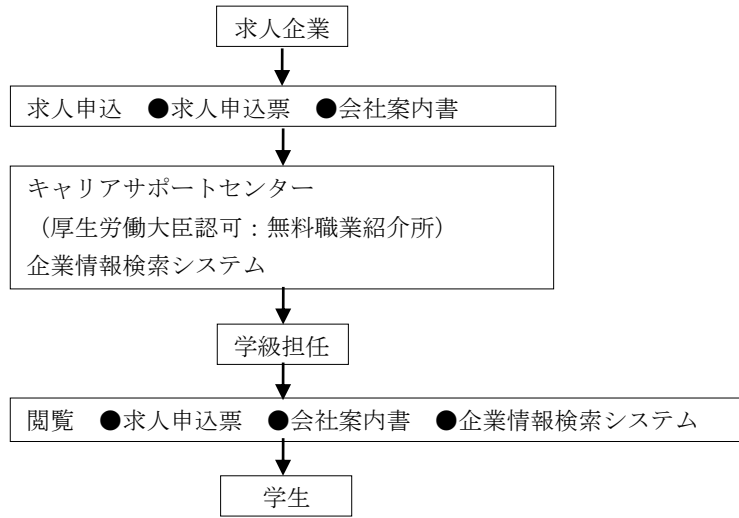 求人企業
求人申込　●求人申込票　●会社案内書
キャリアサポートセンター
（厚生労働大臣認可：無料職業紹介所）
企業情報検索システム
学級担任
閲覧　●求人申込票　●会社案内書　●企業情報検索システム
学生